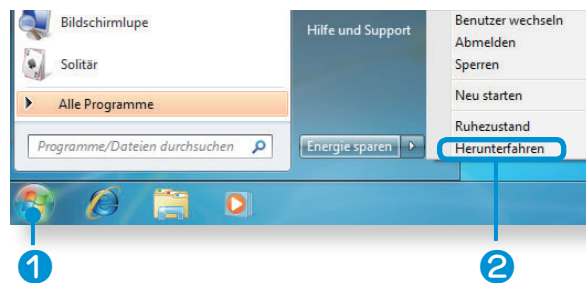 Bildschirmlupe
Solitär
Alle Programme
Programme/Dateien durchsuchen
Hilfe und Support
Energie sparen
Benutzer wechseln
Abmelden
Sperren
Neu starten
Ruhezustand
Herunterfahren
1
2